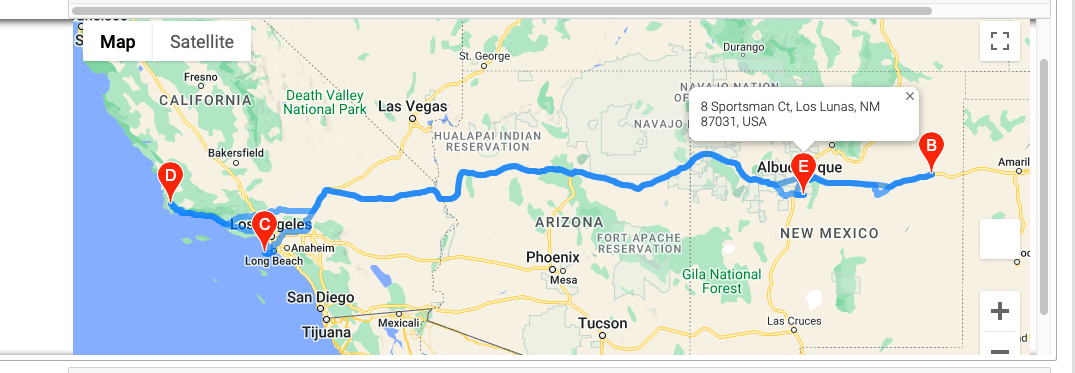 Map
Satellite
St. George
Durango
Fresno
CALIFORNIA
Death Valley
National Park
Las Vegas
HUALAPAI INDIAN
RESERVATION
NAVAJO NATION
8 Sportsman Ct, Los Lunas, NM
87031, USA
NAVAJO
Bakersfield
B
Albuquerque
E
Amaril
D
C
Los Angeles
Anaheim
Long Beach
ARIZONA
FORT APACHE
RESERVATION
NEW MEXICO
Phoenix
Mesa
Gila National
Forest
San Diego
Tijuana
Mexicali
Tucson
Las Cruces